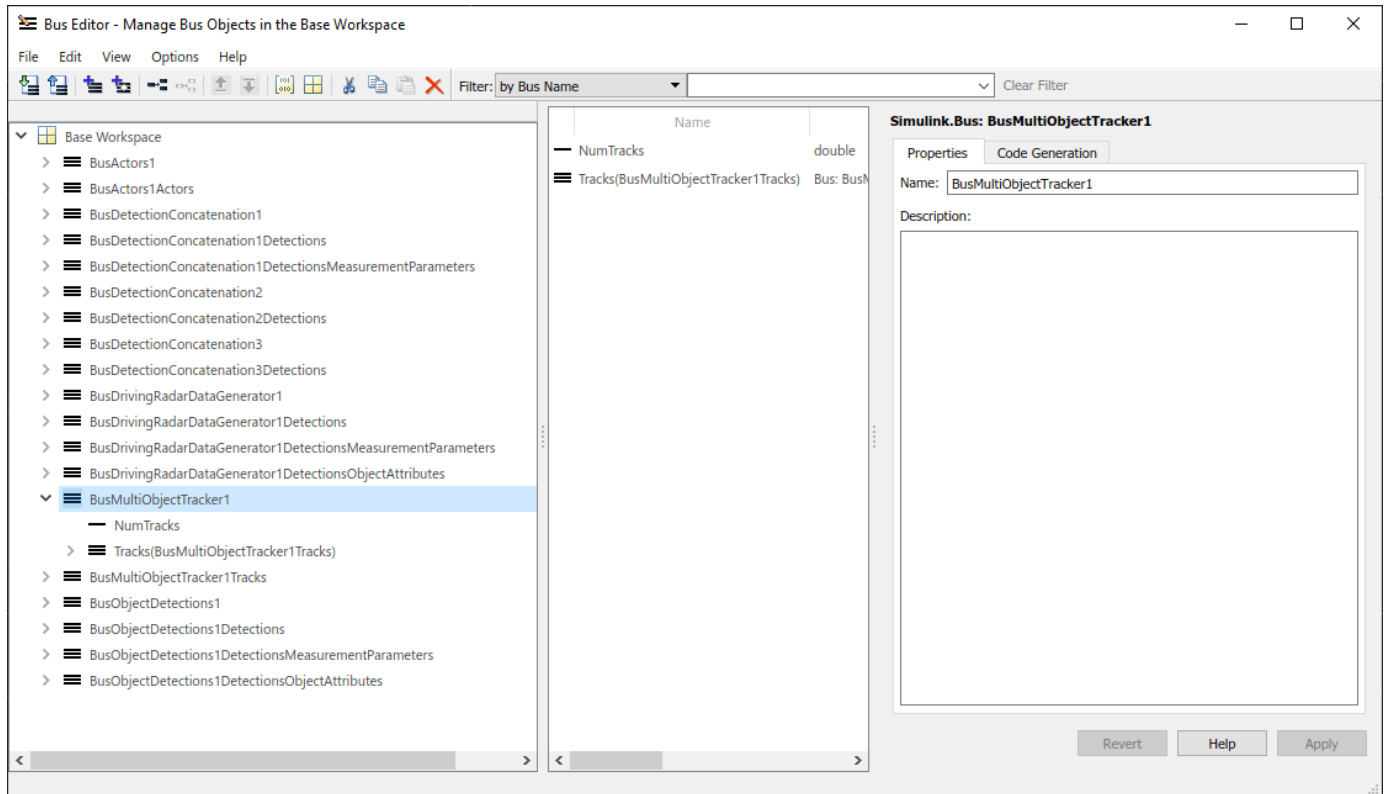 Bus Editor - Manage Bus Objects in the Base Workspace
File Edit View Options Help
Filter: by Bus Name Clear Filter
Base Workspace
BusActors1
BusActors1Actors
BusDetectionConcatenation1
BusDetectionConcatenation1Detections
BusDetectionConcatenation1DetectionsMeasurementParameters
BusDetectionConcatenation2
BusDetectionConcatenation2Detections
BusDetectionConcatenation3
BusDetectionConcatenation3Detections
BusDrivingRadarDataGenerator1
BusDrivingRadarDataGenerator1Detections
BusDrivingRadarDataGenerator1DetectionsMeasurementParameters
BusDrivingRadarDataGenerator1DetectionsObjectAttributes
BusMultiObjectTracker1
NumTracks
Tracks(BusMultiObjectTracker1Tracks)
BusMultiObjectTracker1Tracks
BusObjectDetections1
BusObjectDetections1Detections
BusObjectDetections1DetectionsMeasurementParameters
BusObjectDetections1DetectionsObjectAttributes
Name
NumTracks double
Tracks(BusMultiObjectTracker1Tracks) Bus: Bus
Simulink.Bus: BusMultiObjectTracker1
Properties Code Generation
Name: BusMultiObjectTracker1
Description:
Revert Help Apply